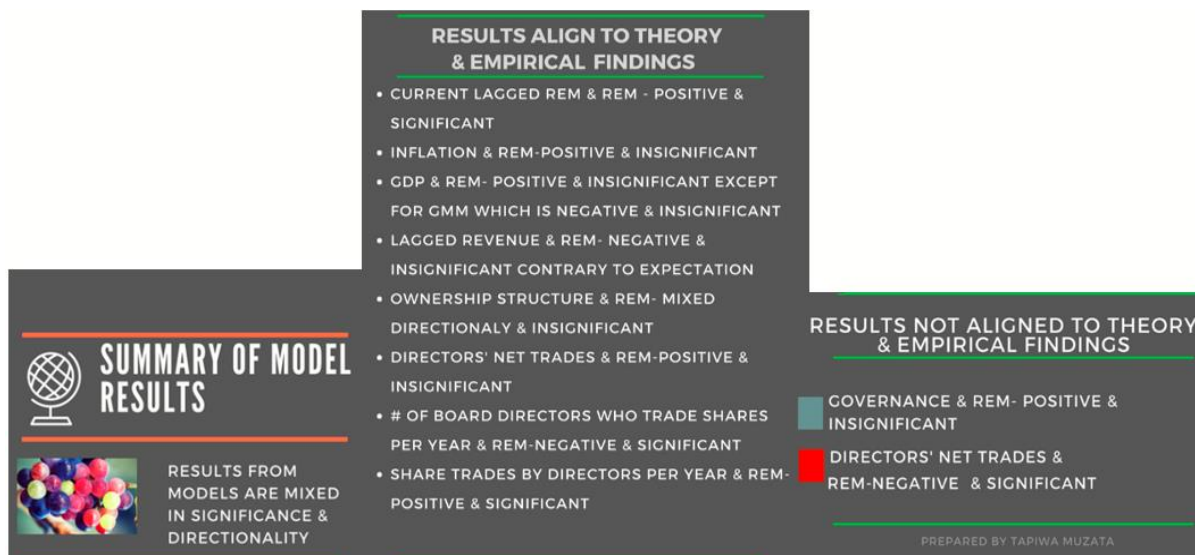 SUMMARY OF MODEL
RESULTS
RESULTS FROM
MODELS ARE MIXED
IN SIGNIFICANCE &
DIRECTIONALITY
RESULTS ALIGN TO THEORY
& EMPIRICAL FINDINGS
• CURRENT LAGGED REM & REM - POSITIVE &
SIGNIFICANT
• INFLATION & REM-POSITIVE & INSIGNIFICANT
• GDP & REM- POSITIVE & INSIGNIFICANT EXCEPT
FOR GMM WHICH IS NEGATIVE & INSIGNIFICANT
• LAGGED REVENUE & REM- NEGATIVE &
INSIGNIFICANT CONTRARY TO EXPECTATION
• OWNERSHIP STRUCTURE & REM- MIXED
DIRECTIONALY & INSIGNIFICANT
• DIRECTORS' NET TRADES & REM-POSITIVE &
INSIGNIFICANT
• # OF BOARD DIRECTORS WHO TRADE SHARES
PER YEAR & REM-NEGATIVE & SIGNIFICANT
• SHARE TRADES BY DIRECTORS PER YEAR & REM-
POSITIVE & SIGNIFICANT
RESULTS NOT ALIGNED TO THEORY
& EMPIRICAL FINDINGS
GOVERNANCE & REM- POSITIVE &
INSIGNIFICANT
DIRECTORS' NET TRADES &
REM-NEGATIVE & SIGNIFICANT
PREPARED BY TAPIWA MUZATA